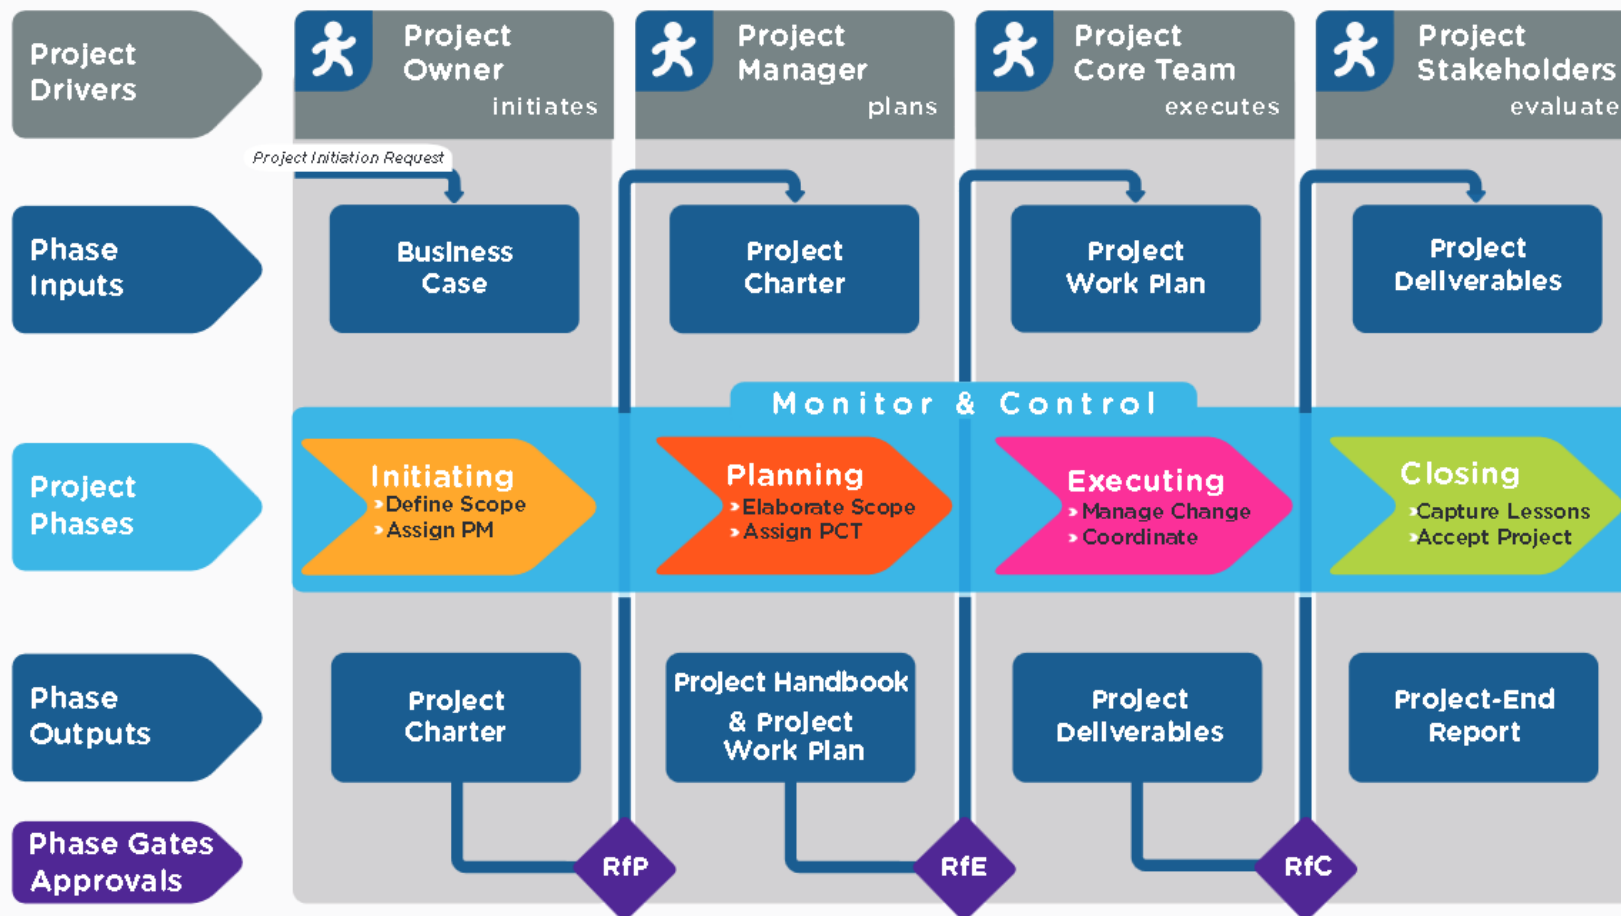 Project
Drivers
Project
Owner
initiates
Project
Manager
plans
Project
Core Team
executes
Project
Stakeholders
evaluate
Project Initiation Request
Phase
Inputs
Business
Case
Project
Charter
Project
Work Plan
Project
Deliverables
Monitor & Control
Project
Phases
Initiating
› Define Scope
› Assign PM
Planning
› Elaborate Scope
› Assign PCT
Executing
› Manage Change
› Coordinate
Closing
› Capture Lessons
› Accept Project
Phase
Outputs
Project
Charter
Project Handbook
& Project
Work Plan
Project
Deliverables
Project-End
Report
Phase Gates
Approvals
RfP
RfE
RfC